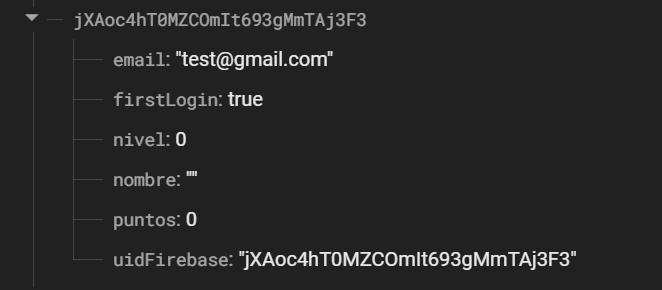 jXAoc4hT0MZCOmIt693gMmTAj3F3
email: "test@gmail.com"
firstLogin: true
nivel: 0
nombre: ""
puntos: 0
uidFirebase: "jXAoc4hT0MZCOmIt693gMmTAj3F3"